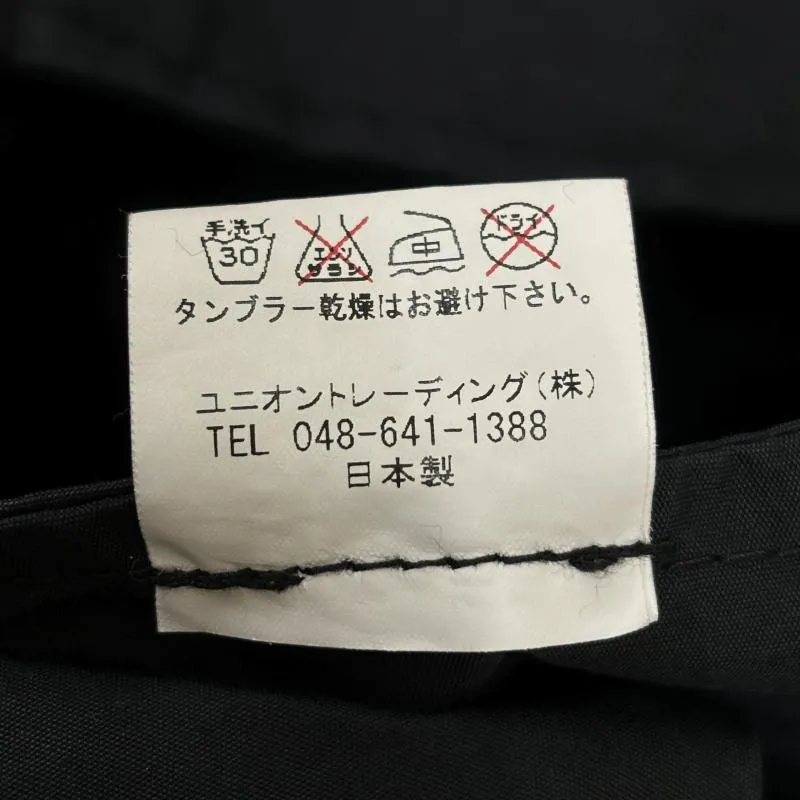 手洗イ 30 エンソサラシ 中 ドライ
タンブラー乾燥はお避け下さい。
ユニオントレーディング(株)
TEL 048-641-1388
日本製